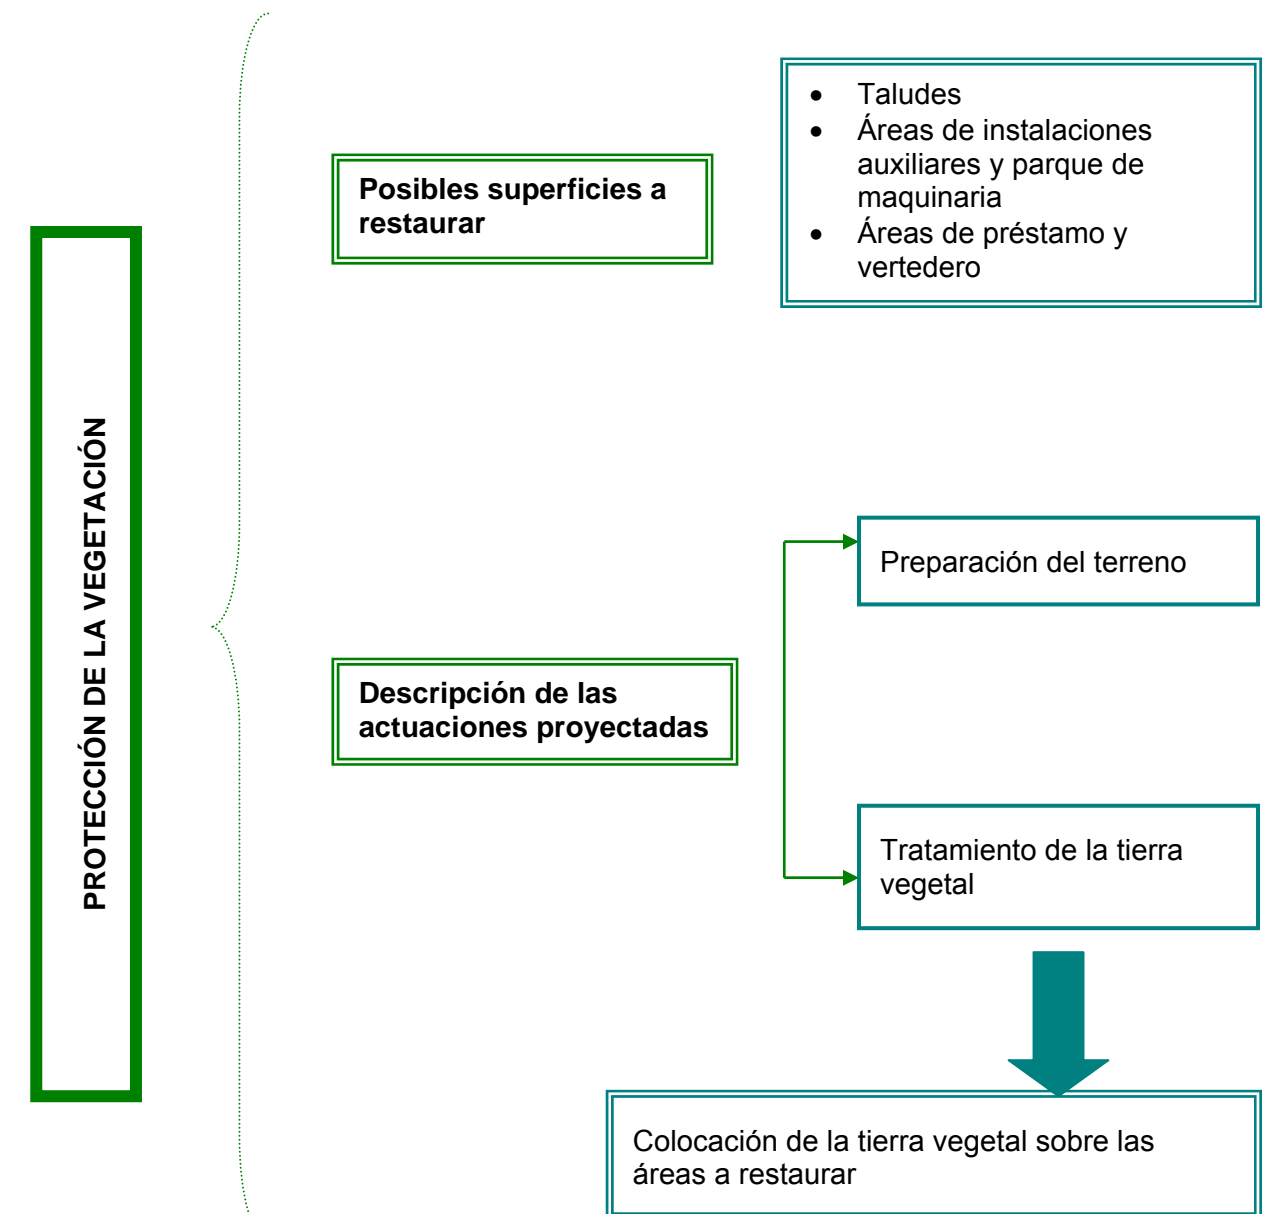 PROTECCIÓN DE LA VEGETACIÓN
Posibles superficies a
restaurar
• Taludes
• Áreas de instalaciones
auxiliares y parque de
maquinaria
• Áreas de préstamo y
vertedero
Descripción de las
actuaciones proyectadas
Preparación del terreno
Tratamiento de la tierra
vegetal
Colocación de la tierra vegetal sobre las
áreas a restaurar